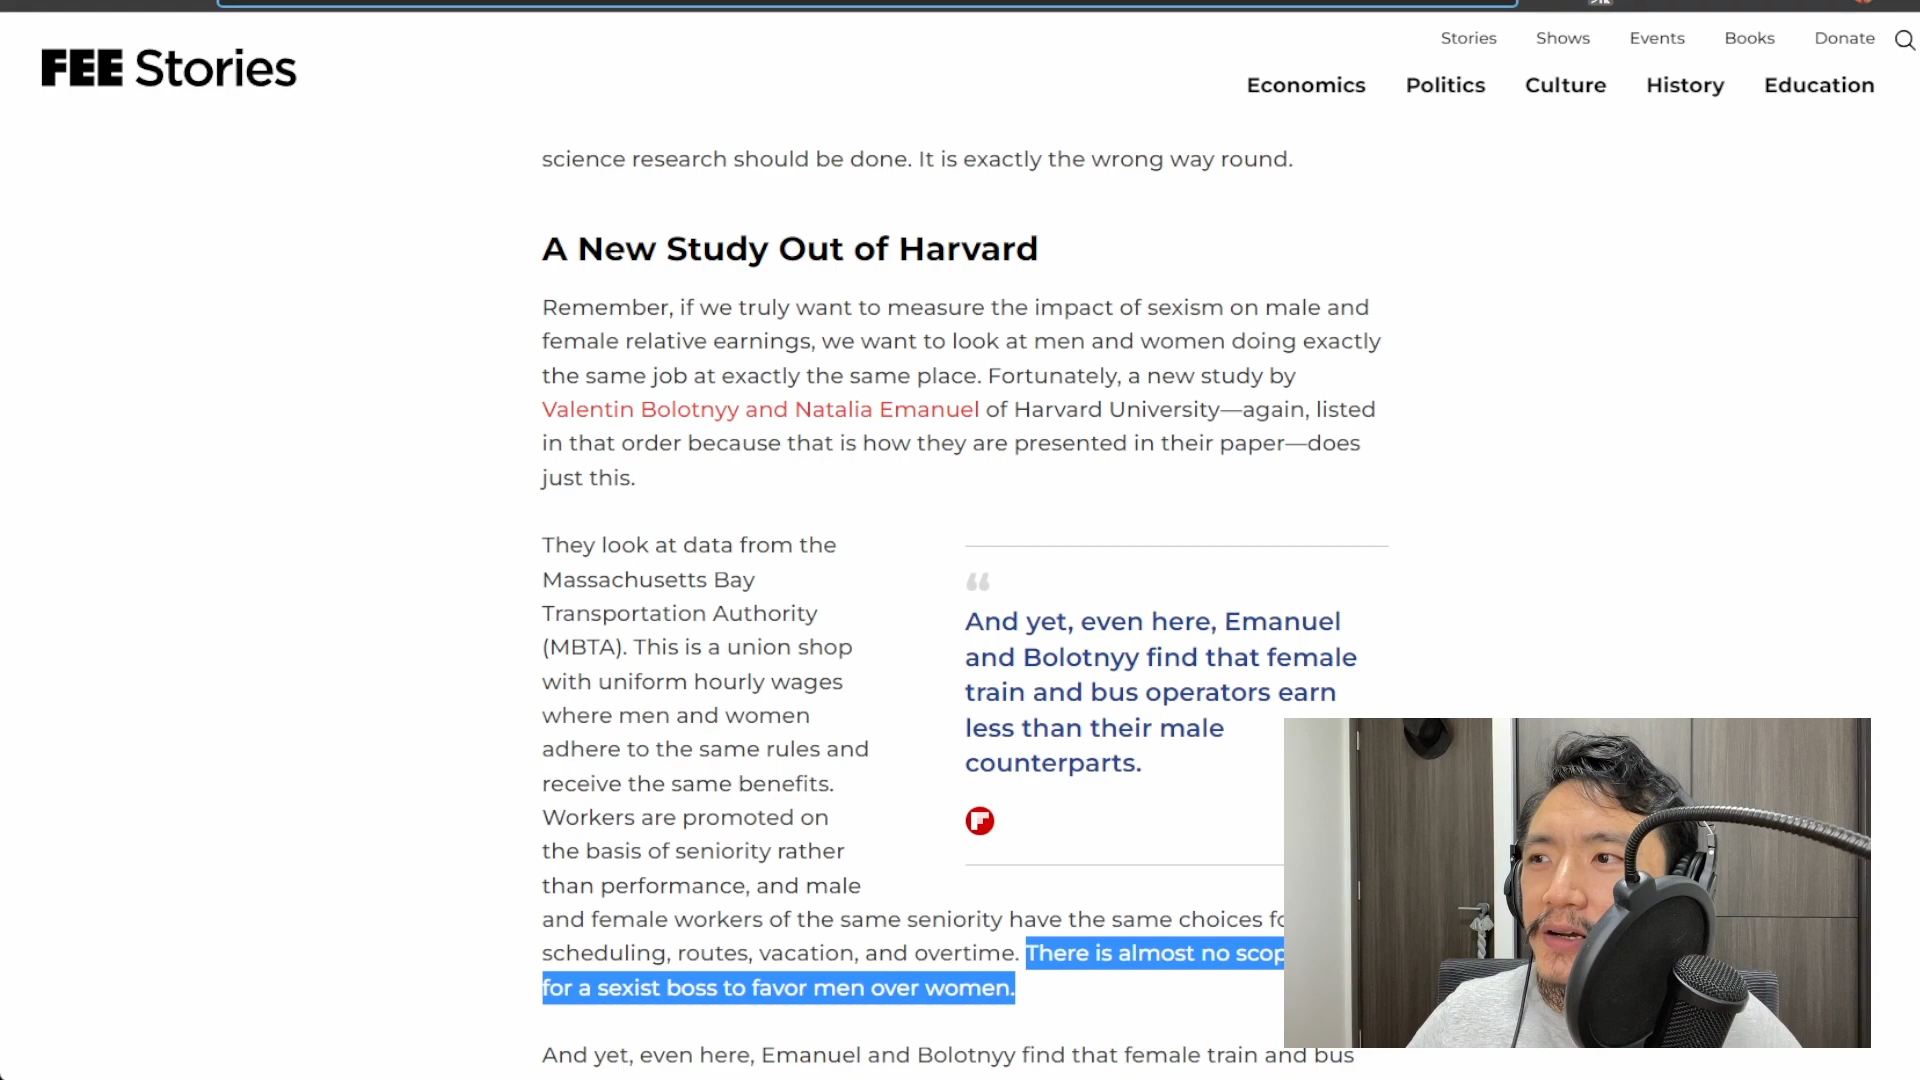 FEE Stories
Stories Shows Events Books Donate
Economics Politics Culture History Education
science research should be done. It is exactly the wrong way round.
A New Study Out of Harvard
Remember, if we truly want to measure the impact of sexism on male and
female relative earnings, we want to look at men and women doing exactly
the same job at exactly the same place. Fortunately, a new study by
Valentin Bolotnyy and Natalia Emanuel of Harvard University—again, listed
in that order because that is how they are presented in their paper—does
just this.
They look at data from the
Massachusetts Bay
Transportation Authority
(MBTA). This is a union shop
with uniform hourly wages
where men and women
adhere to the same rules and
receive the same benefits.
Workers are promoted on
the basis of seniority rather
than performance, and male
and female workers of the same seniority have the same choices
scheduling, routes, vacation, and overtime. There is almost no
for a sexist boss to favor men over women.
“
And yet, even here, Emanuel
and Bolotnyy find that female
train and bus operators earn
less than their male
counterparts.
And yet, even here, Emanuel and Bolotnyy find that female train and bus